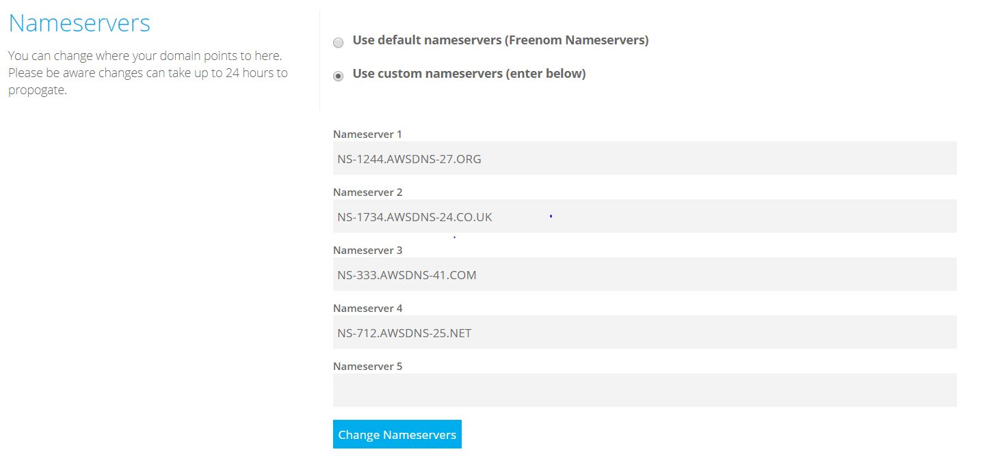 Nameservers
You can change where your domain points to here.
Please be aware changes can take up to 24 hours to
propogate.
Use default nameservers (Freenom Nameservers)
Use custom nameservers (enter below)
Nameserver 1
NS-1244.AWSDNS-27.ORG
Nameserver 2
NS-1734.AWSDNS-24.CO.UK
Nameserver 3
NS-333.AWSDNS-41.COM
Nameserver 4
NS-712.AWSDNS-25.NET
Nameserver 5
Change Nameservers